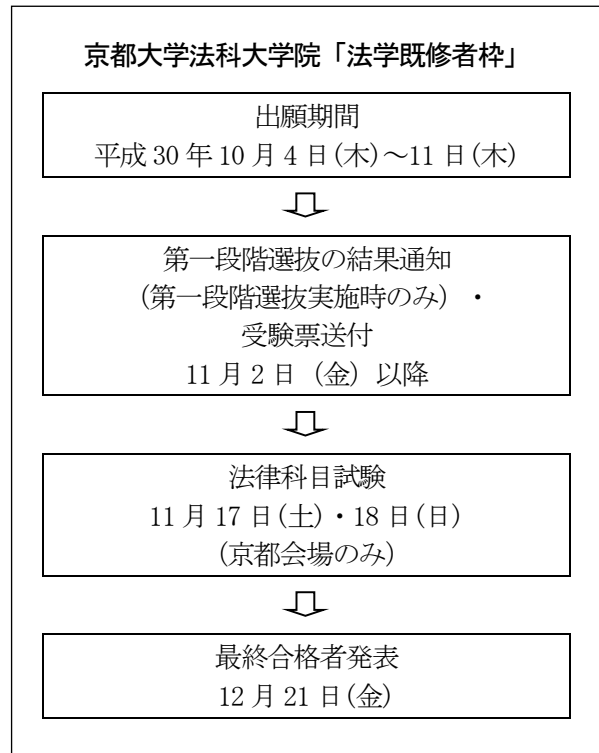 京都大学法科大学院「法学既修者枠」
出願期間
平成 30 年 10 月 4 日(木)～11 日(木)
第一段階選抜の結果通知
(第一段階選抜実施時のみ) ・
受験票送付
11 月 2 日 (金) 以降
法律科目試験
11 月 17 日(土)・18 日(日)
(京都会場のみ)
最終合格者発表
12 月 21 日(金)